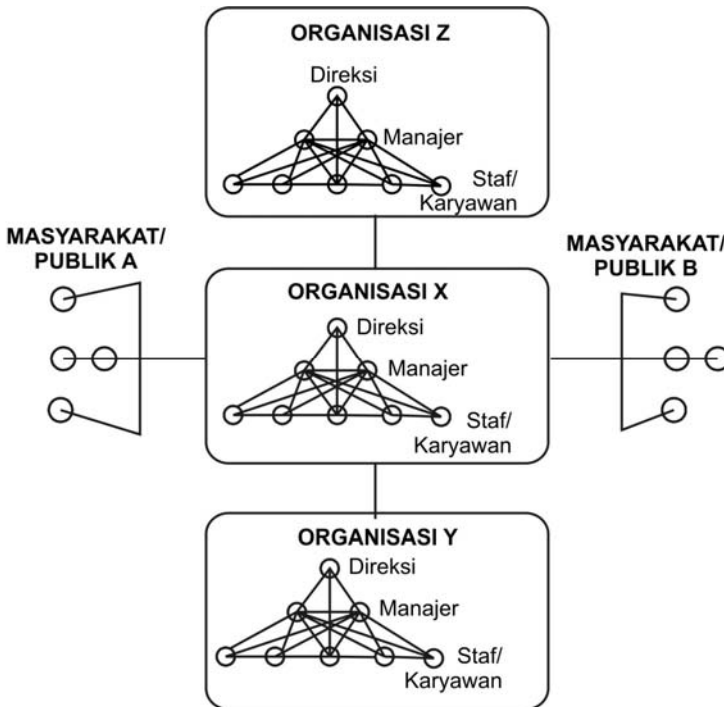 ORGANISASI Z
Direksi
Manajer
Staf/
Karyawan
MASYARAKAT/
PUBLIK A
MASYARAKAT/
PUBLIK B
ORGANISASI X
Direksi
Manajer
Staf/
Karyawan
ORGANISASI Y
Direksi
Manajer
Staf/
Karyawan